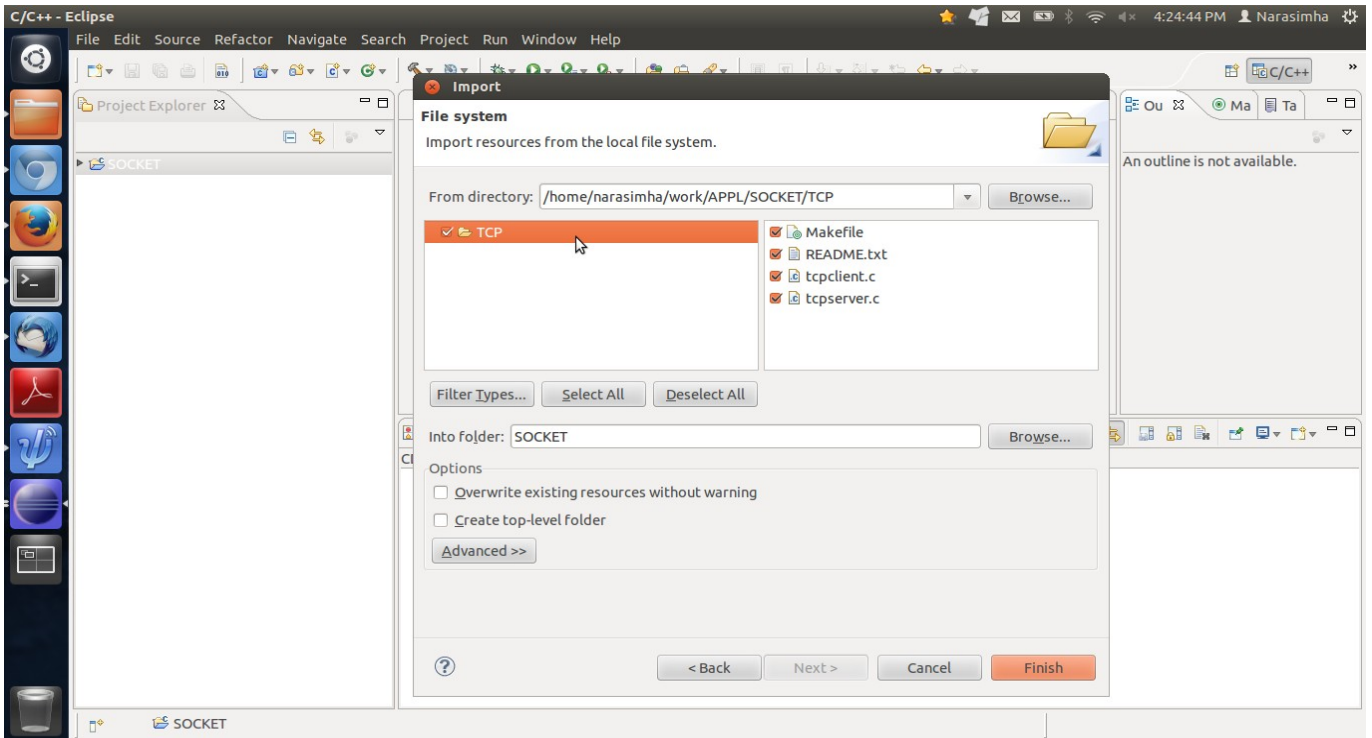 C/C++ - Eclipse
4:24:44 PM Narasimha
File Edit Source Refactor Navigate Search Project Run Window Help
C/C++ »
Project Explorer
SOCKET
Import
File system
Import resources from the local file system.
From directory: /home/narasimha/work/APPL/SOCKET/TCP Browse...
TCP
Makefile
README.txt
tcpclient.c
tcpserver.c
Filter Types... Select All Deselect All
Into folder: SOCKET Browse...
Options
Overwrite existing resources without warning
Create top-level folder
Advanced >>
? < Back Next > Cancel Finish
Ou Ma Ta
An outline is not available.
SOCKET